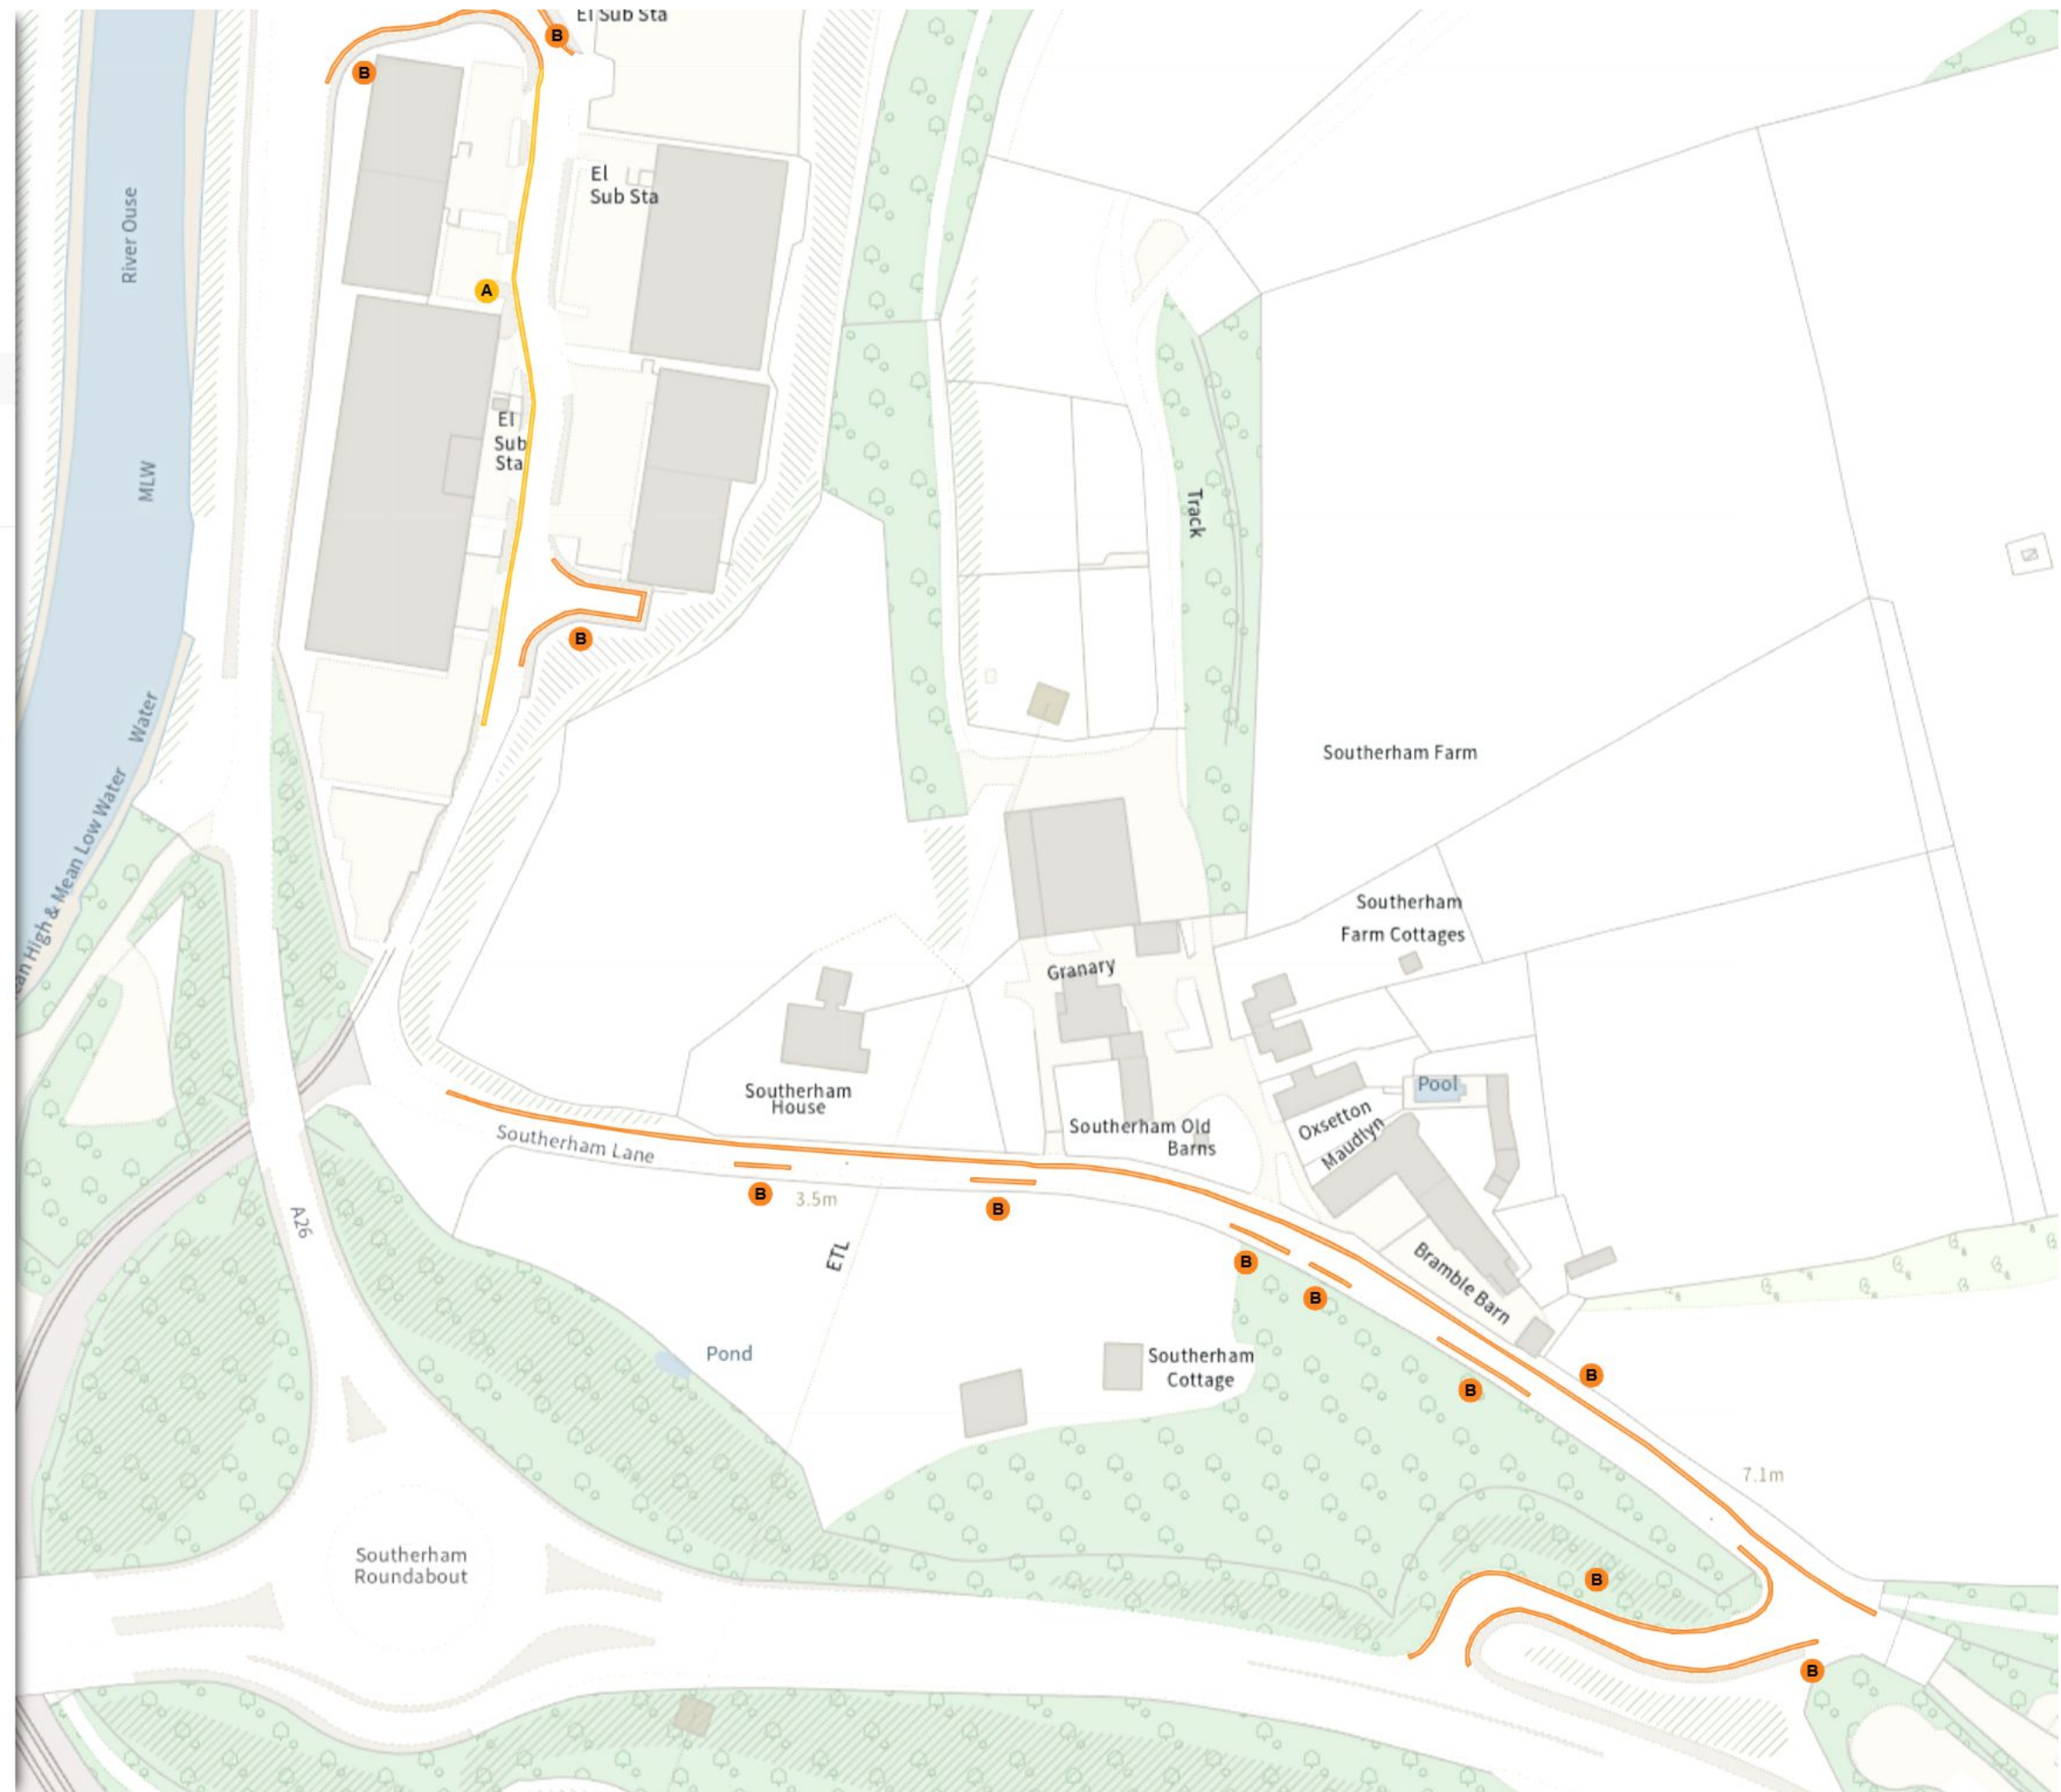 El Sub Sta
B
B
El
Sub Sta
River Ouse
A
El
Sub
Sta
MLW
Track
B
Water
Southerham Farm
High & Mean Low Water
Southerham
Farm Cottages
Granary
Southerham
House
Pool
Southerham Old
Barns
Oxsetton
Maudlyn
Southerham Lane
B
3.5m
B
A26
ETL
B
B
Bramble Barn
Pond
Southerham
Cottage
B
B
7.1m
Southerham
Roundabout
B
B